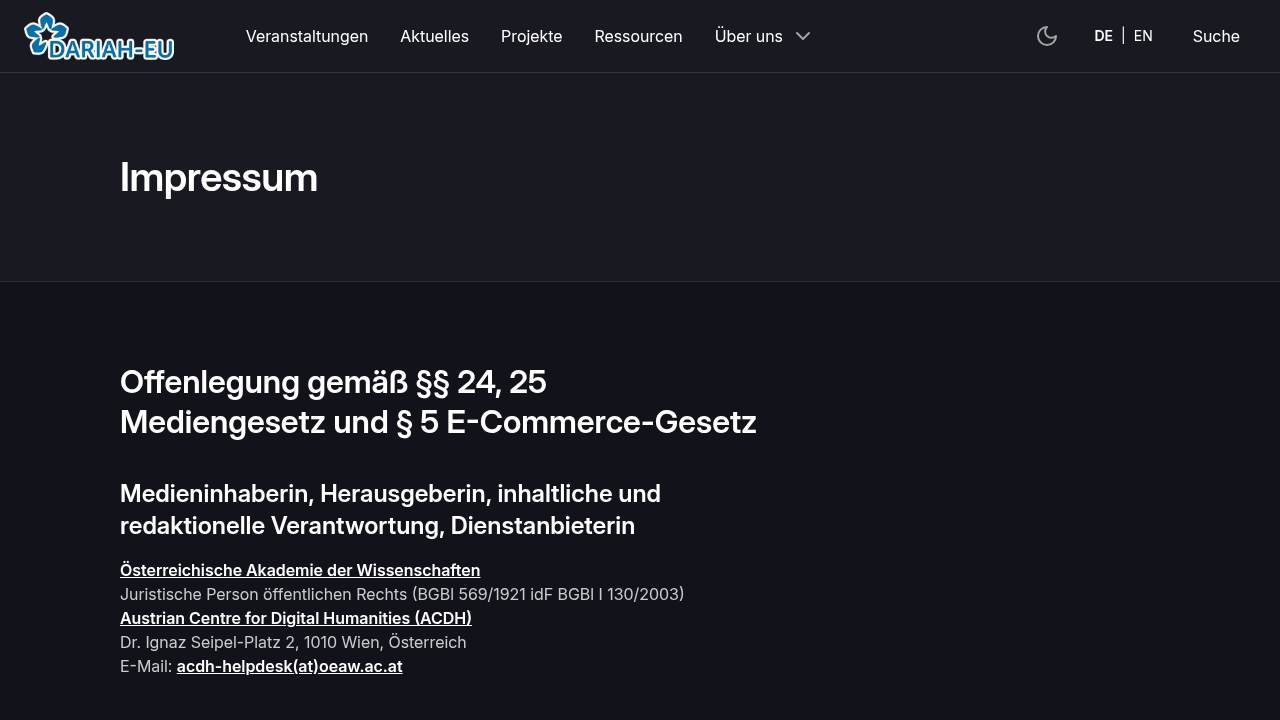 DARIAH-EU
Veranstaltungen
Aktuelles
Projekte
Ressourcen
Über uns
DE | EN
Suche
Impressum
Offenlegung gemäß §§ 24, 25
Mediengesetz und § 5 E-Commerce-Gesetz
Medieninhaberin, Herausgeberin, inhaltliche und
redaktionelle Verantwortung, Dienstanbieterin
Österreichische Akademie der Wissenschaften
Juristische Person öffentlichen Rechts (BGBl 569/1921 idF BGBl I 130/2003)
Austrian Centre for Digital Humanities (ACDH)
Dr. Ignaz Seipel-Platz 2, 1010 Wien, Österreich
E-Mail: acdh-helpdesk(at)oeaw.ac.at